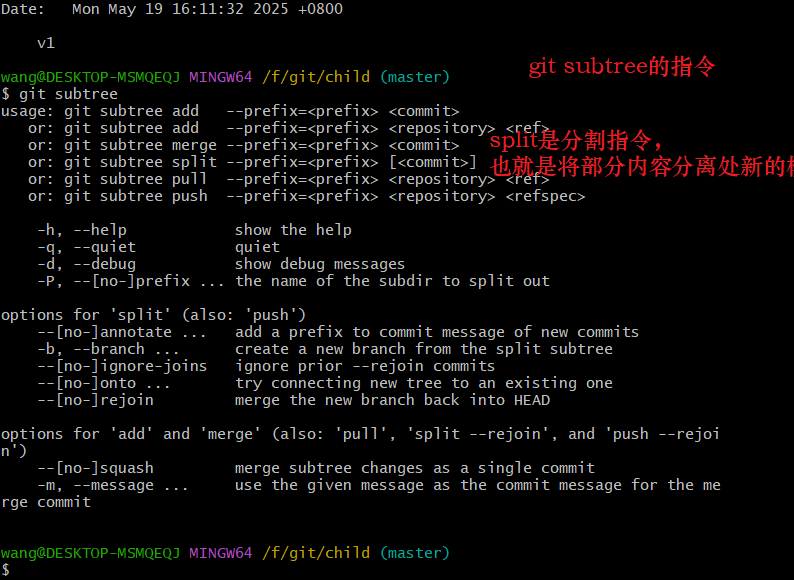 Date:   Mon May 19 16:11:32 2025 +0800
    v1
wang@DESKTOP-MSMQEQJ MINGW64 /f/git/child (master)
git subtree的指令
$ git subtree
usage: git subtree add   --prefix=<prefix> <commit>
   or: git subtree add   --prefix=<prefix> <repository> <ref>
   or: git subtree merge --prefix=<prefix> <commit>
split是分割指令，
   or: git subtree split --prefix=<prefix> [<commit>]
也就是将部分内容分离处新的
   or: git subtree pull  --prefix=<prefix> <repository> <ref>
   or: git subtree push  --prefix=<prefix> <repository> <refspec>
    -h, --help            show the help
    -q, --quiet           quiet
    -d, --debug           show debug messages
    -P, --[no-]prefix ... the name of the subdir to split out
options for 'split' (also: 'push')
    --[no-]annotate ...   add a prefix to commit message of new commits
    -b, --branch ...      create a new branch from the split subtree
    --[no-]ignore-joins   ignore prior --rejoin commits
    --[no-]onto ...       try connecting new tree to an existing one
    --[no-]rejoin         merge the new branch back into HEAD
options for 'add' and 'merge' (also: 'pull', 'split --rejoin', and 'push --rejoi
n')
    --[no-]squash         merge subtree changes as a single commit
    -m, --message ...     use the given message as the commit message for the me
rge commit
wang@DESKTOP-MSMQEQJ MINGW64 /f/git/child (master)
$